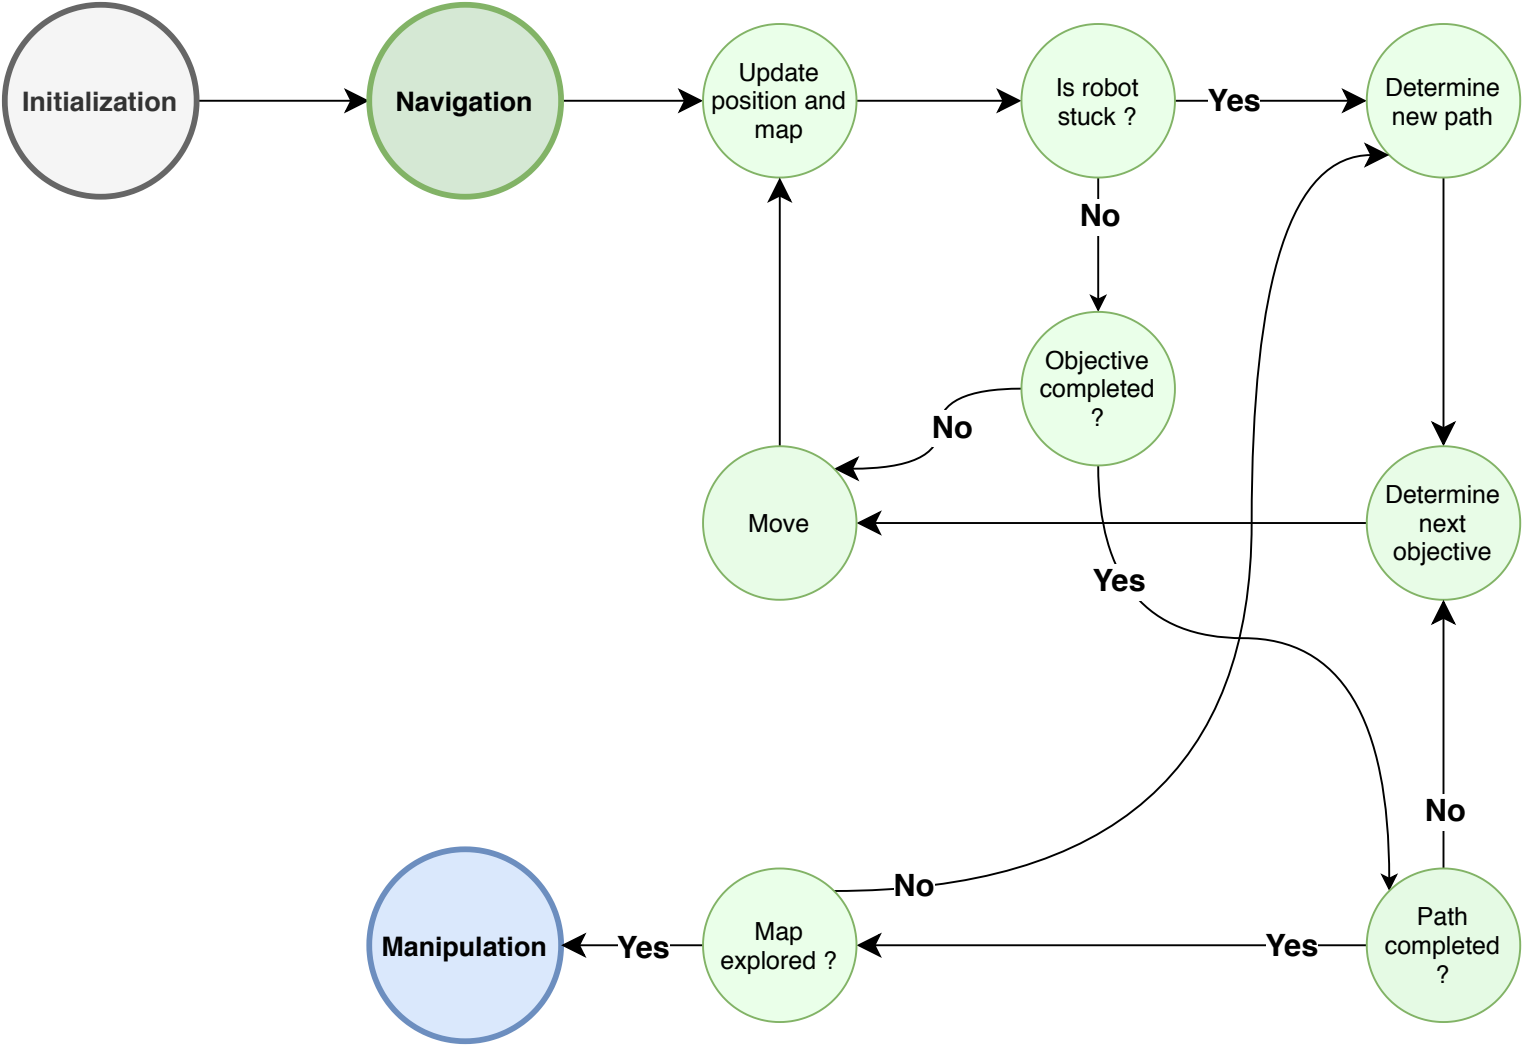 Initialization
Navigation
Update
position and
map
Is robot
stuck ?
Yes
Determine
new path
No
Objective
completed
?
No
Move
Determine
next
objective
Yes
No
No
Manipulation
Yes
Map
explored ?
Yes
Path
completed
?